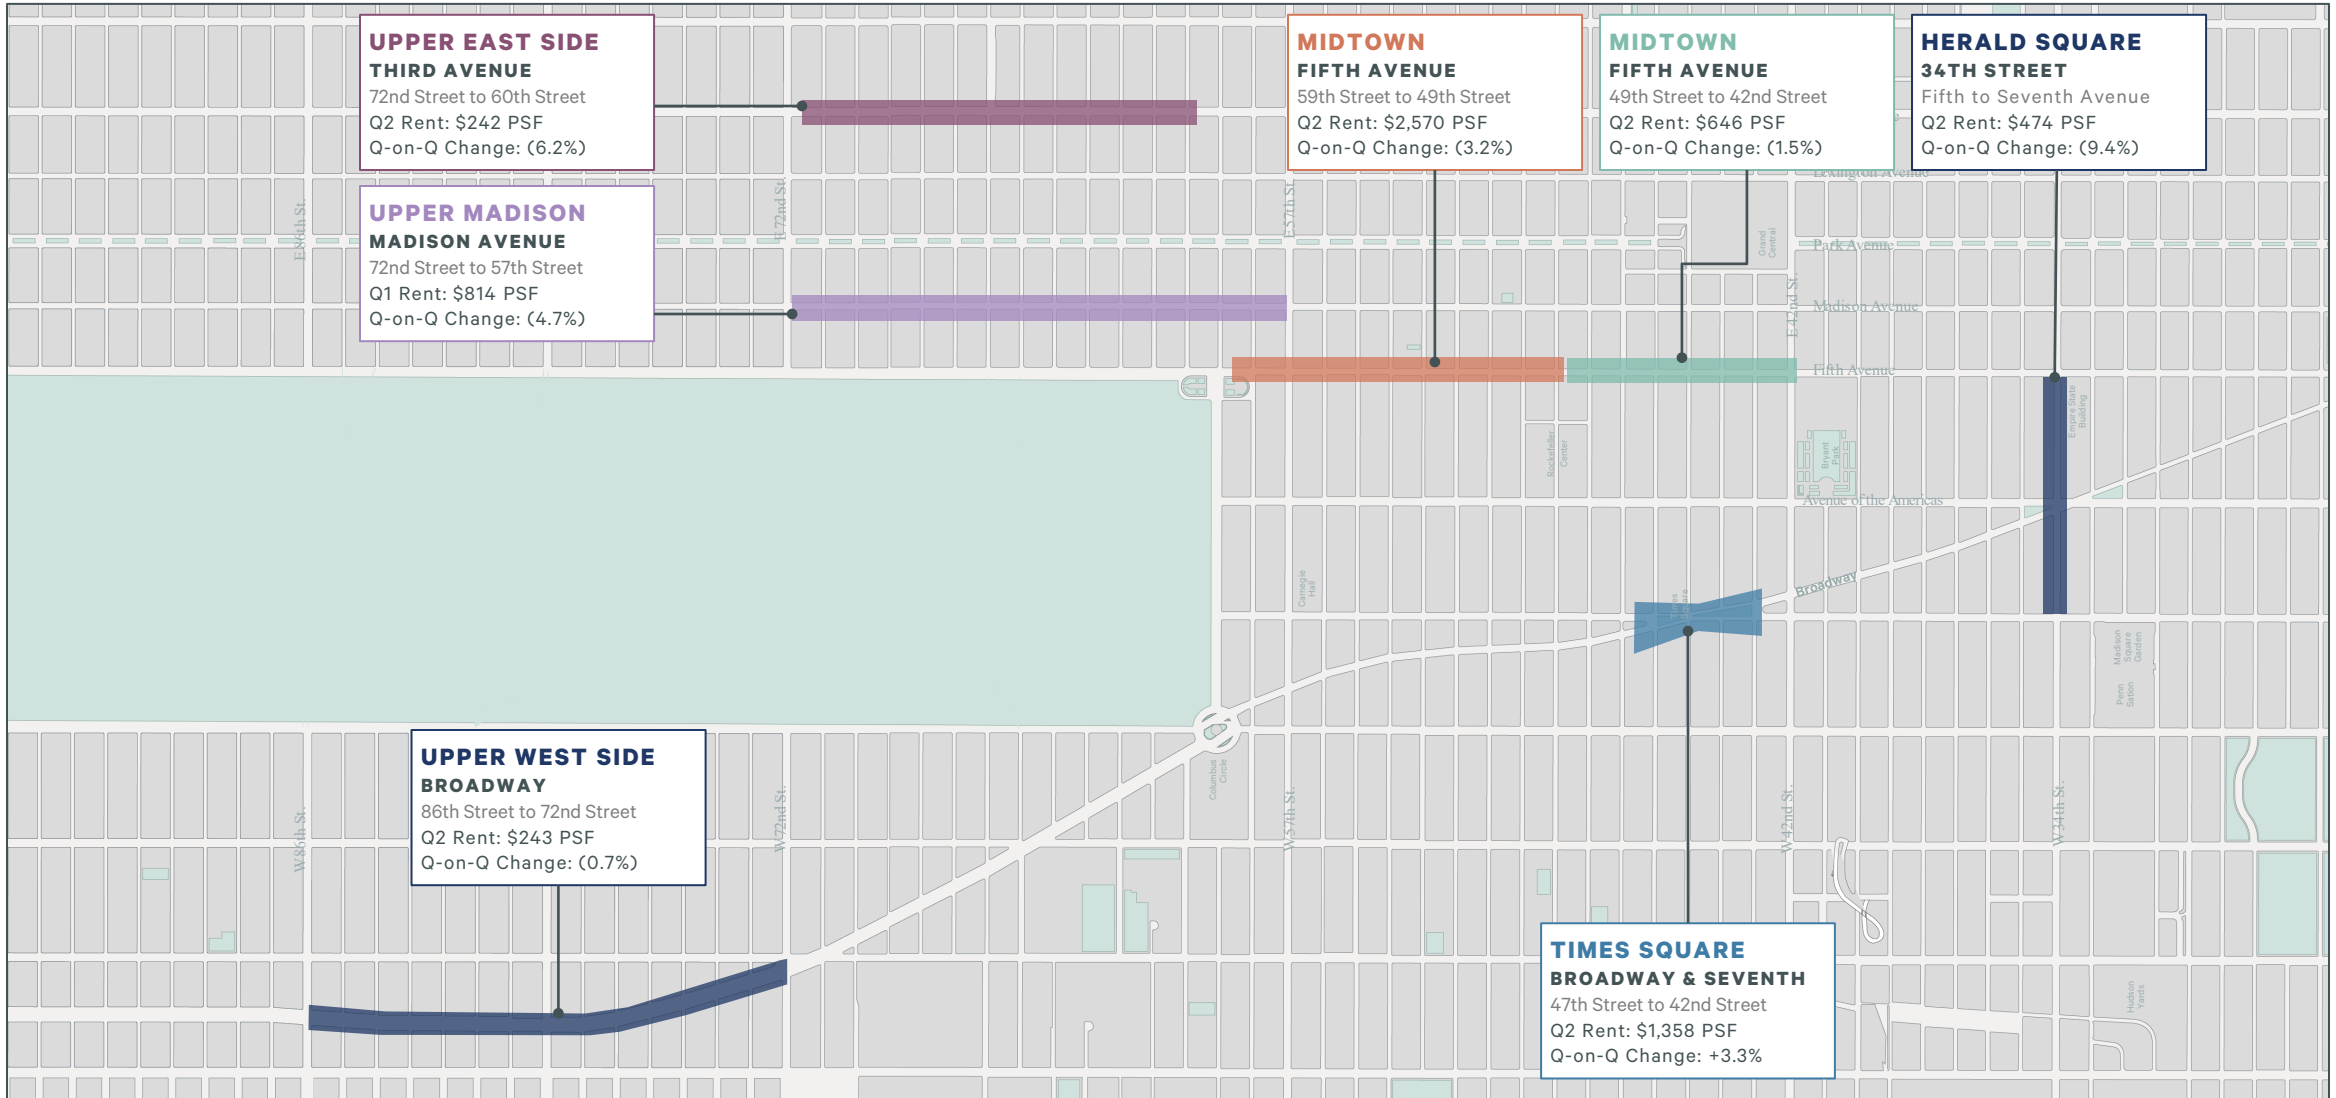 UPPER EAST SIDE
THIRD AVENUE
72nd Street to 60th Street
Q2 Rent: $242 PSF
Q-on-Q Change: (6.2%)
MIDTOWN
FIFTH AVENUE
59th Street to 49th Street
Q2 Rent: $2,570 PSF
Q-on-Q Change: (3.2%)
MIDTOWN
FIFTH AVENUE
49th Street to 42nd Street
Q2 Rent: $646 PSF
Q-on-Q Change: (1.5%)
HERALD SQUARE
34TH STREET
Fifth to Seventh Avenue
Q2 Rent: $474 PSF
Q-on-Q Change: (9.4%)
UPPER MADISON
MADISON AVENUE
72nd Street to 57th Street
Q1 Rent: $814 PSF
Q-on-Q Change: (4.7%)
Lexington Avenue
E 86th St.
E 72nd St.
E 57th St.
Grand
Central
Park Avenue
E 42nd St.
Madison Avenue
Fifth Avenue
Empire State
Building
Rockefeller
Center
Bryant
Park
Avenue of the Americas
Carnegie
Hall
Times
Square
Broadway
Madison
Square
Garden
Penn
Station
UPPER WEST SIDE
BROADWAY
86th Street to 72nd Street
Q2 Rent: $243 PSF
Q-on-Q Change: (0.7%)
Columbus
Circle
W 86th St.
W 72nd St.
W 57th St.
W 42nd St.
W 34th St.
TIMES SQUARE
BROADWAY & SEVENTH
47th Street to 42nd Street
Q2 Rent: $1,358 PSF
Q-on-Q Change: +3.3%
Hudson
Yards